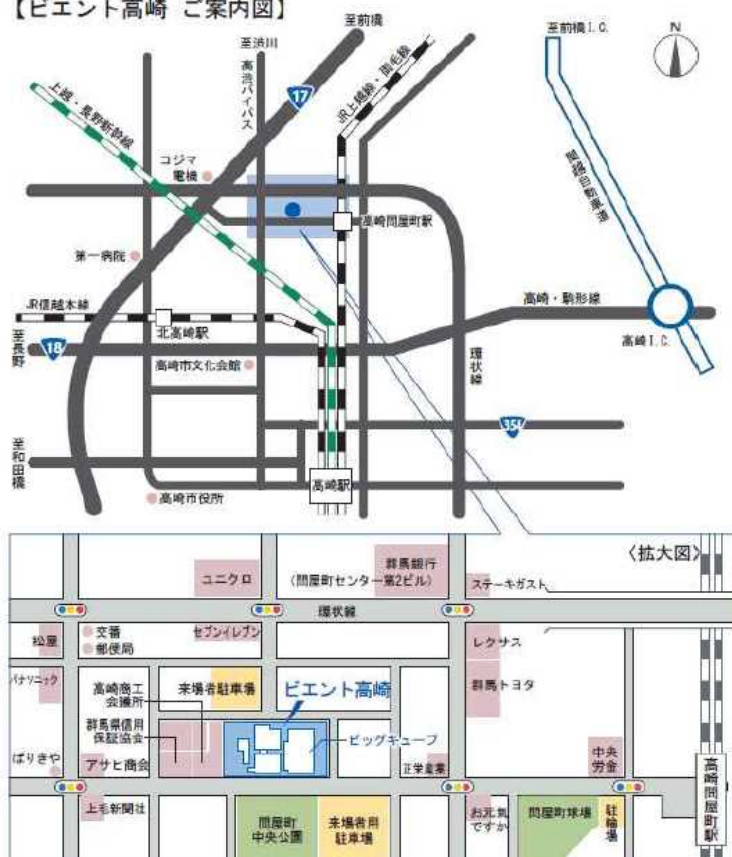 【ビエント高崎 ご案内図】
至前橋
至渋川
高渋バイパス
17
JR上越線・両毛線
至前橋I.C.
N
上越・長野新幹線
コジマ
電機
関越自動車道
高崎問屋町駅
第一病院
JR信越本線
北高崎駅
高崎・駒形線
至長野
18
高崎I.C.
高崎市文化会館
環状線
354
至和田橋
高崎駅
高崎市役所
〈拡大図〉
ユニクロ
群馬銀行
(問屋町センター第2ビル)
ステーキガスト
環状線
松屋
交番
郵便局
セブンイレブン
レクサス
パナソニック
高崎商工
会議所
来場者駐車場
ビエント高崎
群馬トヨタ
群馬県信用
保証協会
ビッグキューブ
ばりきや
アサヒ商会
正栄産業
中央
労金
高崎問屋町駅
上毛新聞社
問屋町
中央公園
来場者用
駐車場
お元気
ですか
問屋町球場
駐輪場